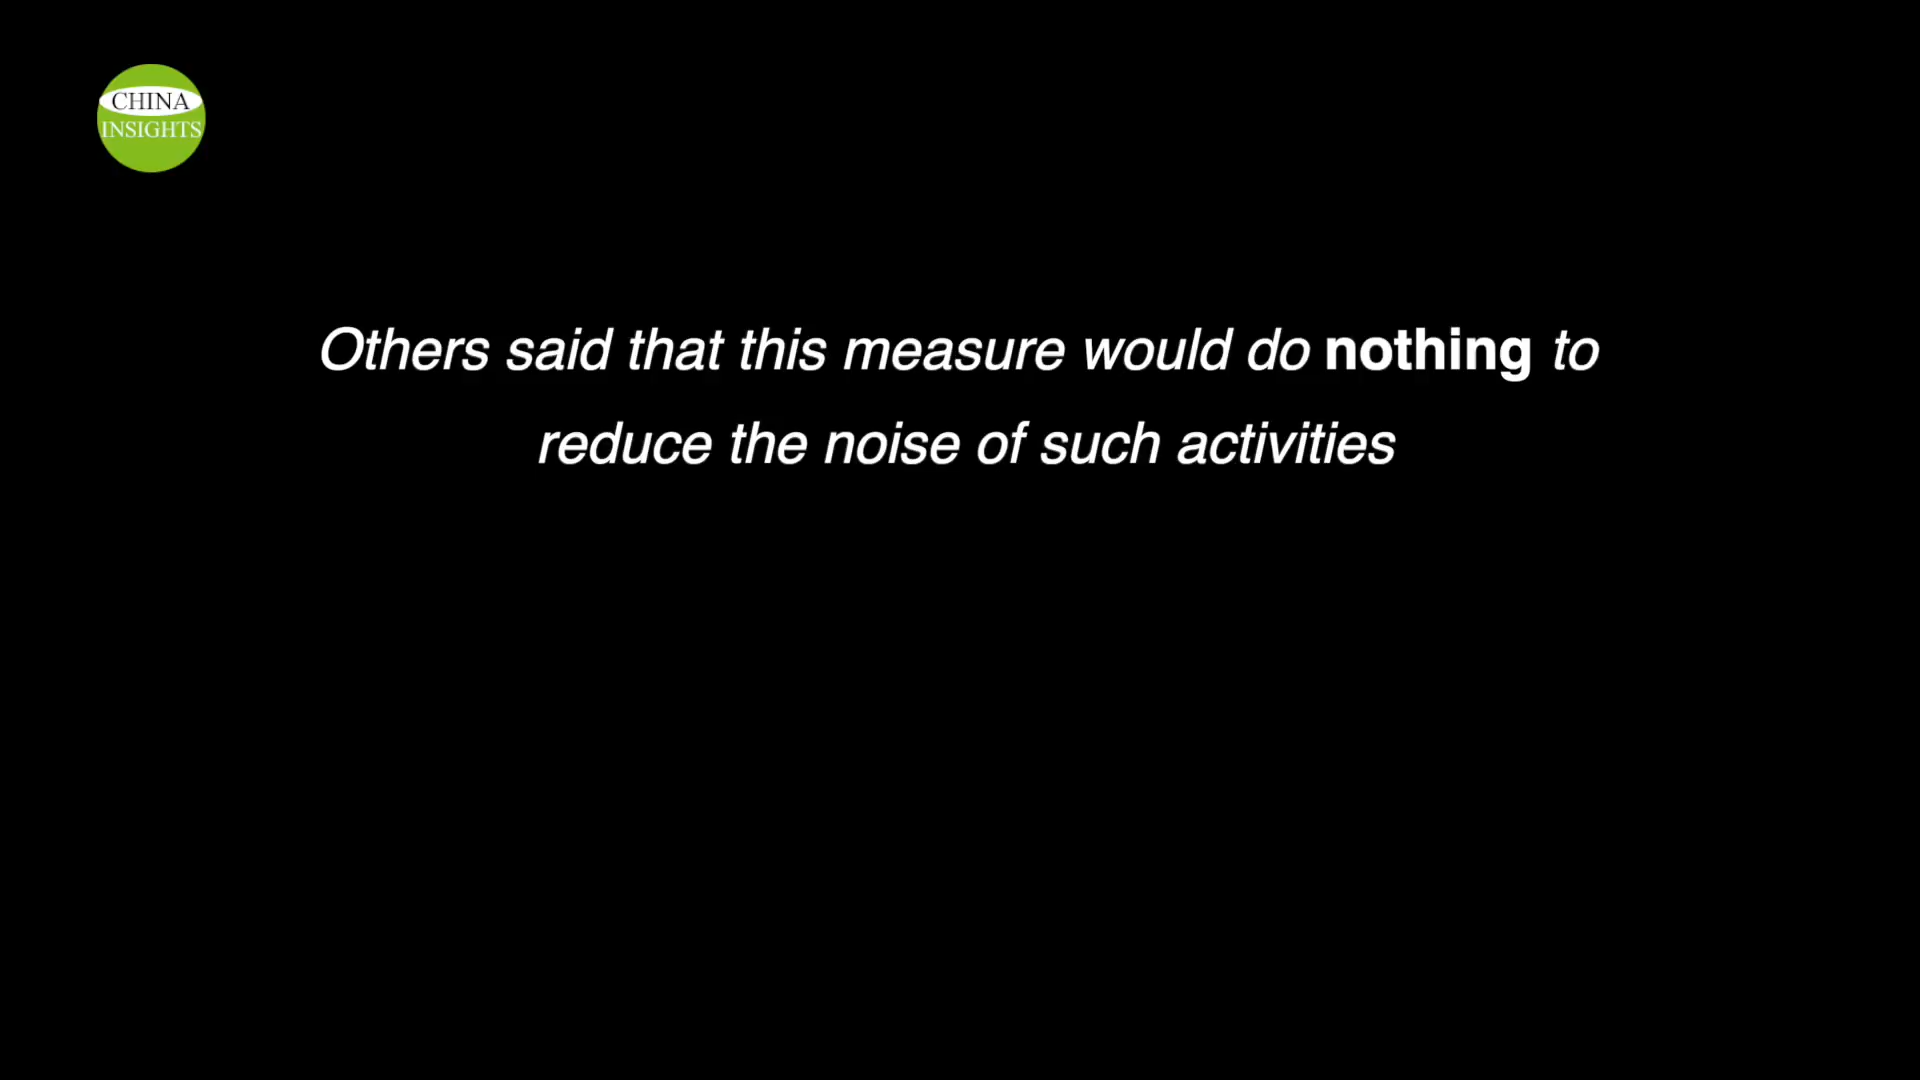 CHINA
INSIGHTS
Others said that this measure would do nothing to
reduce the noise of such activities